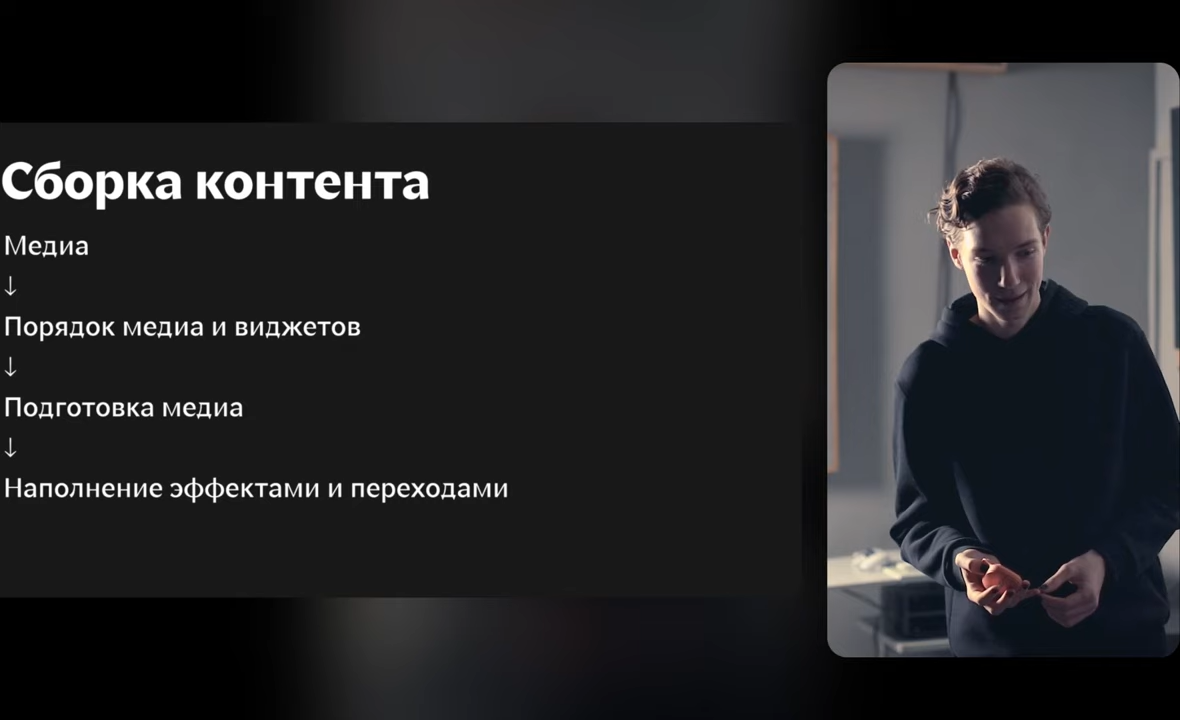 Сборка контента
Медиа
↓
Порядок медиа и виджетов
↓
Подготовка медиа
↓
Наполнение эффектами и переходами